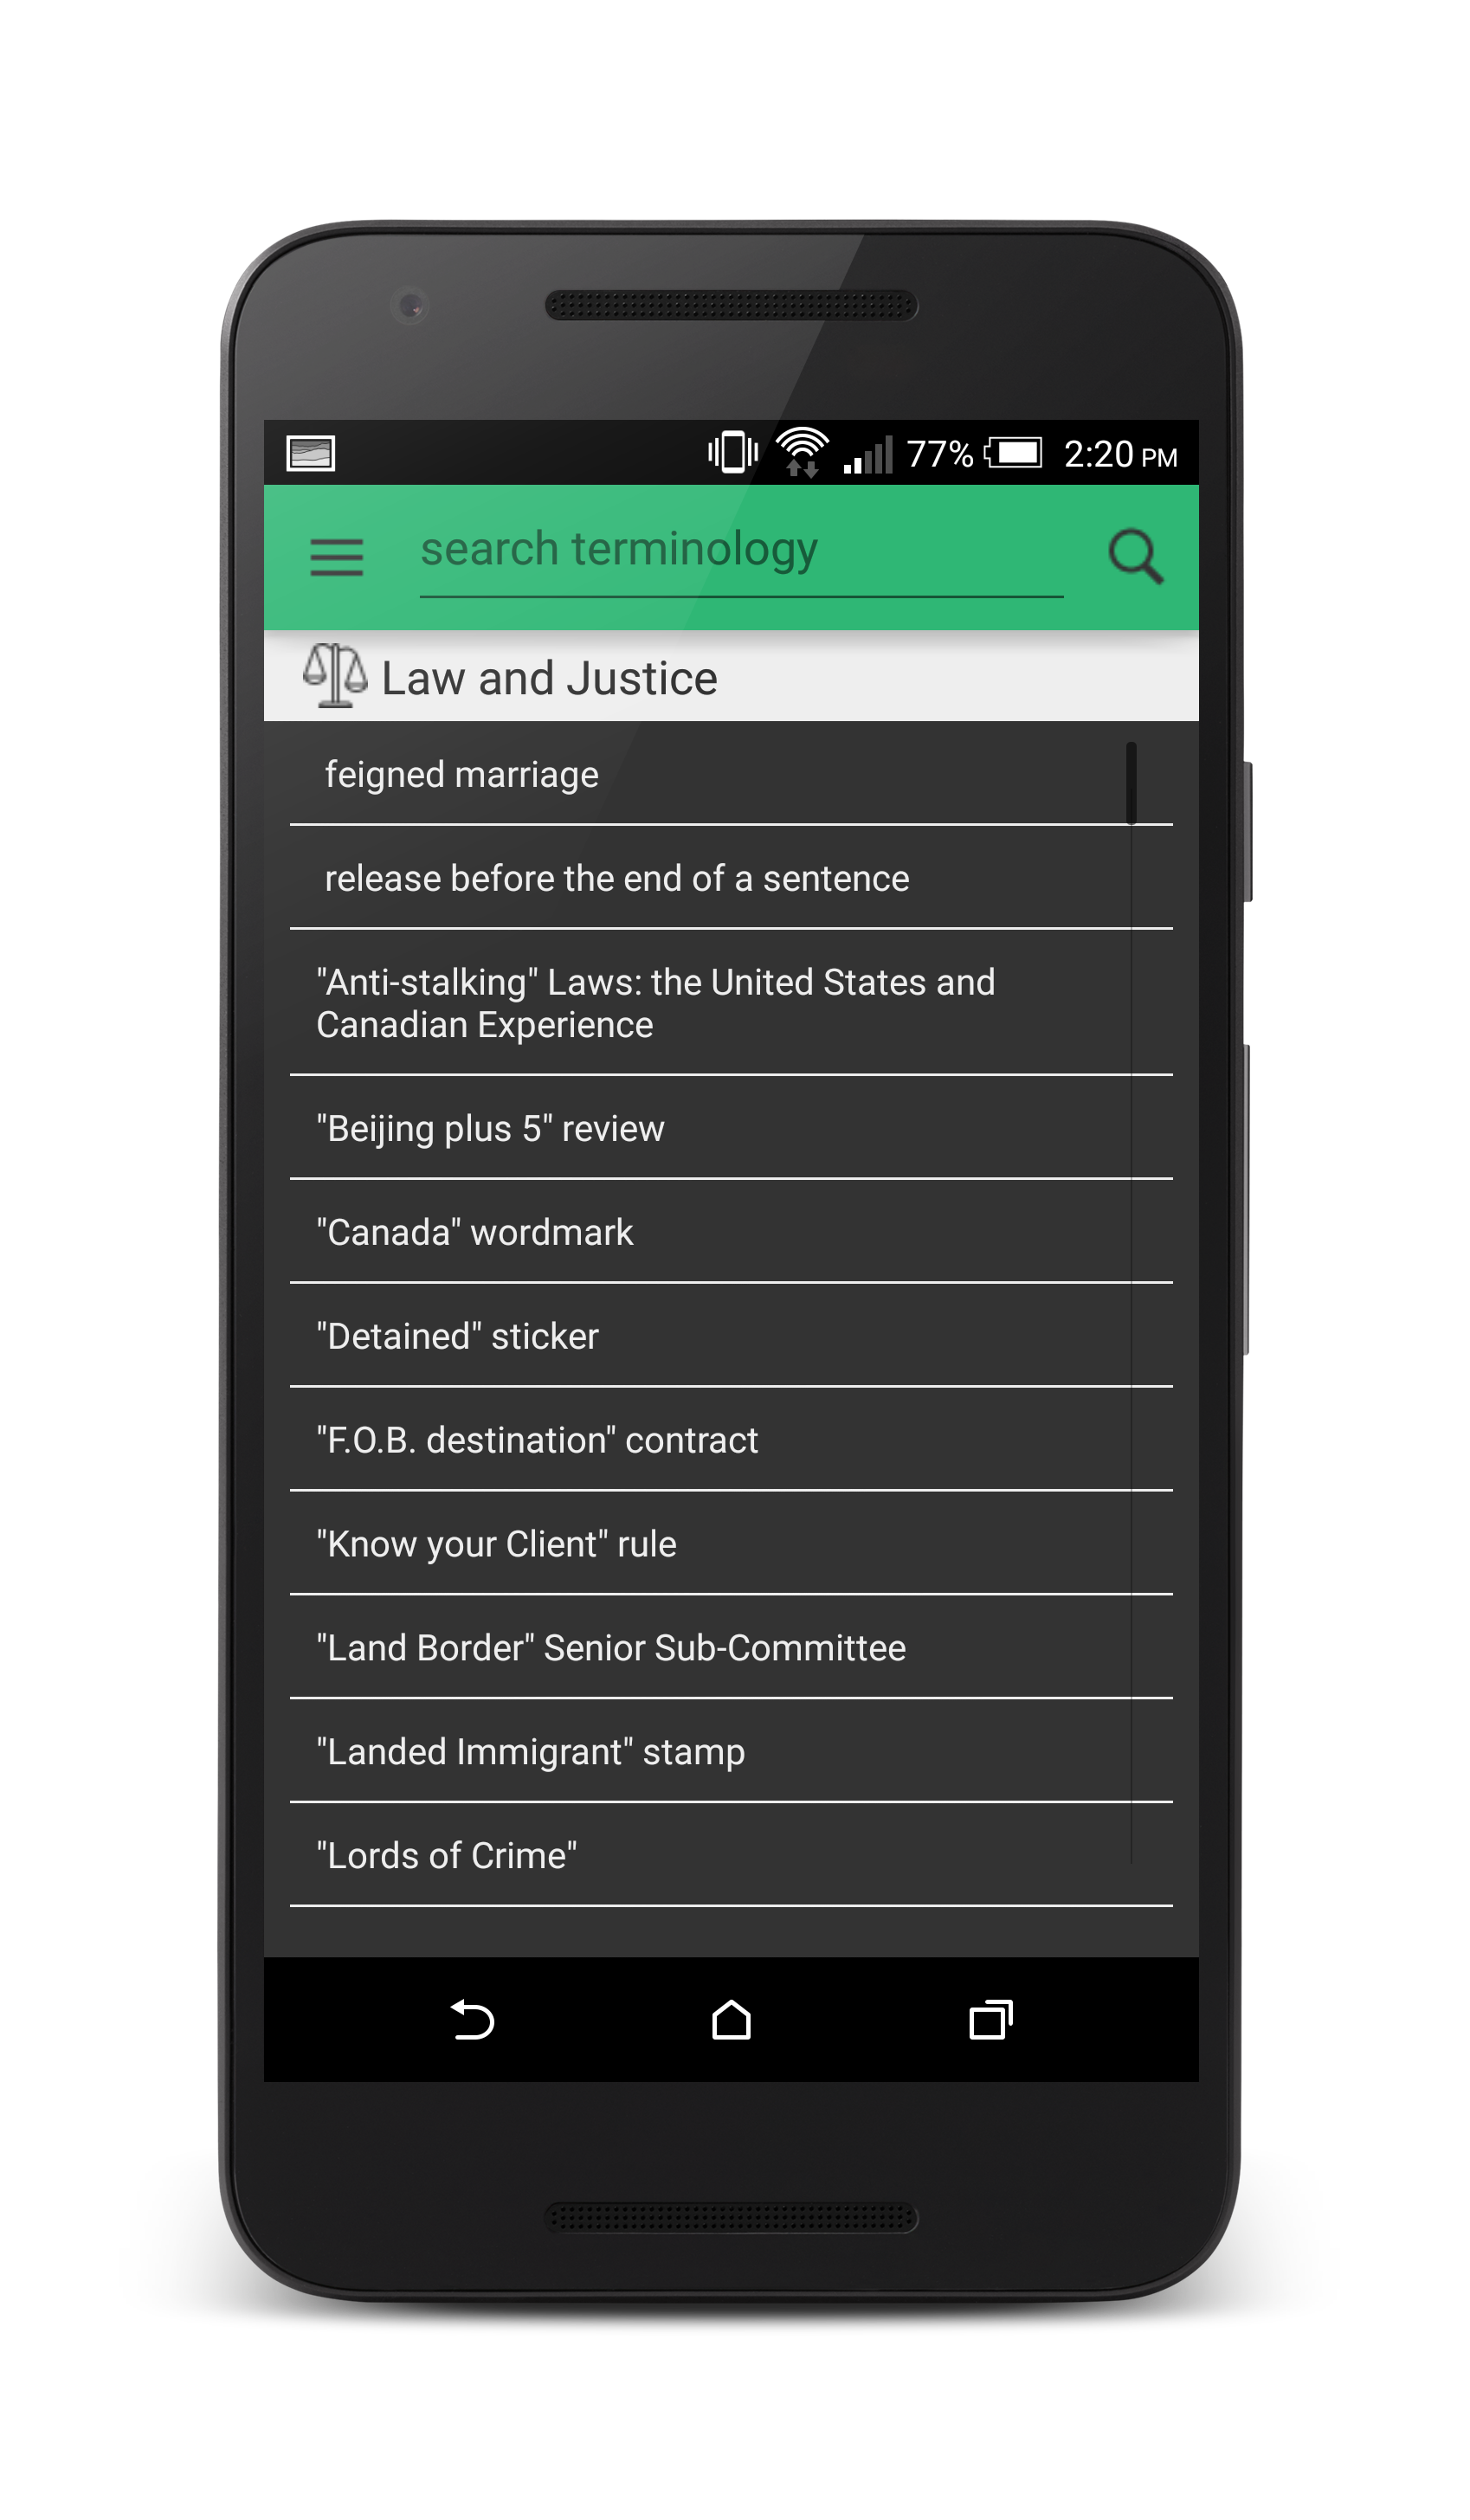 77% 2:20 PM
search terminology
Law and Justice
feigned marriage
release before the end of a sentence
"Anti-stalking" Laws: the United States and
Canadian Experience
"Beijing plus 5" review
"Canada" wordmark
"Detained" sticker
"F.O.B. destination" contract
"Know your Client" rule
"Land Border" Senior Sub-Committee
"Landed Immigrant" stamp
"Lords of Crime"